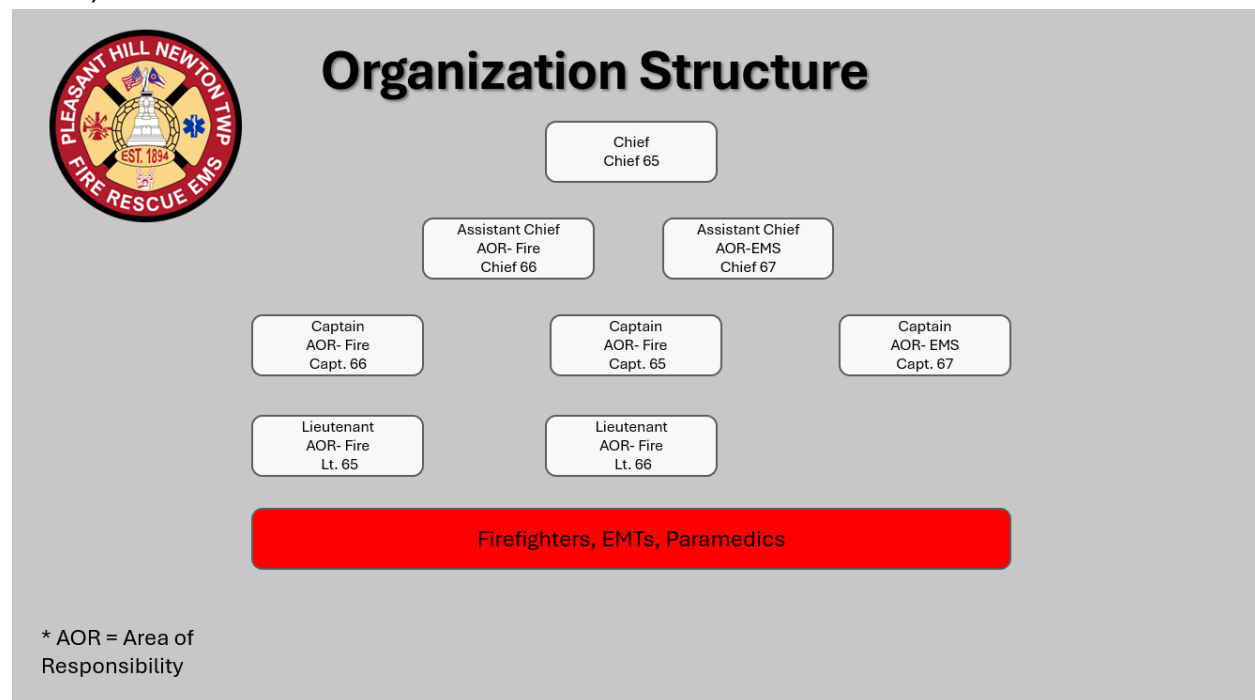 PLEASANT HILL NEWTON TWP
EST. 1894
FIRE RESCUE EMS
Organization Structure
Chief
Chief 65
Assistant Chief
AOR- Fire
Chief 66
Assistant Chief
AOR-EMS
Chief 67
Captain
AOR- Fire
Capt. 66
Captain
AOR- Fire
Capt. 65
Captain
AOR- EMS
Capt. 67
Lieutenant
AOR- Fire
Lt. 65
Lieutenant
AOR- Fire
Lt. 66
Firefighters, EMTs, Paramedics
* AOR = Area of
Responsibility